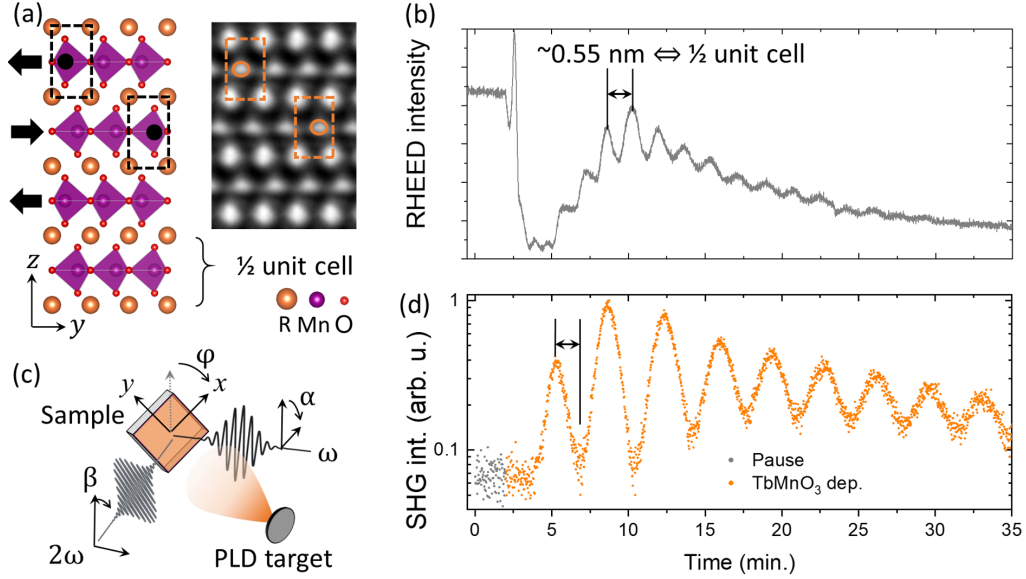 (a)
z
y
½ unit cell
R Mn O
(b)
RHEED intensity
~0.55 nm ⇔ ½ unit cell
(c)
Sample
φ
y
x
α
ω
β
2ω
PLD target
(d)
SHG int. (arb. u.)
1
0.1
Pause
TbMnO₃ dep.
0 5 10 15 20 25 30 35
Time (min.)